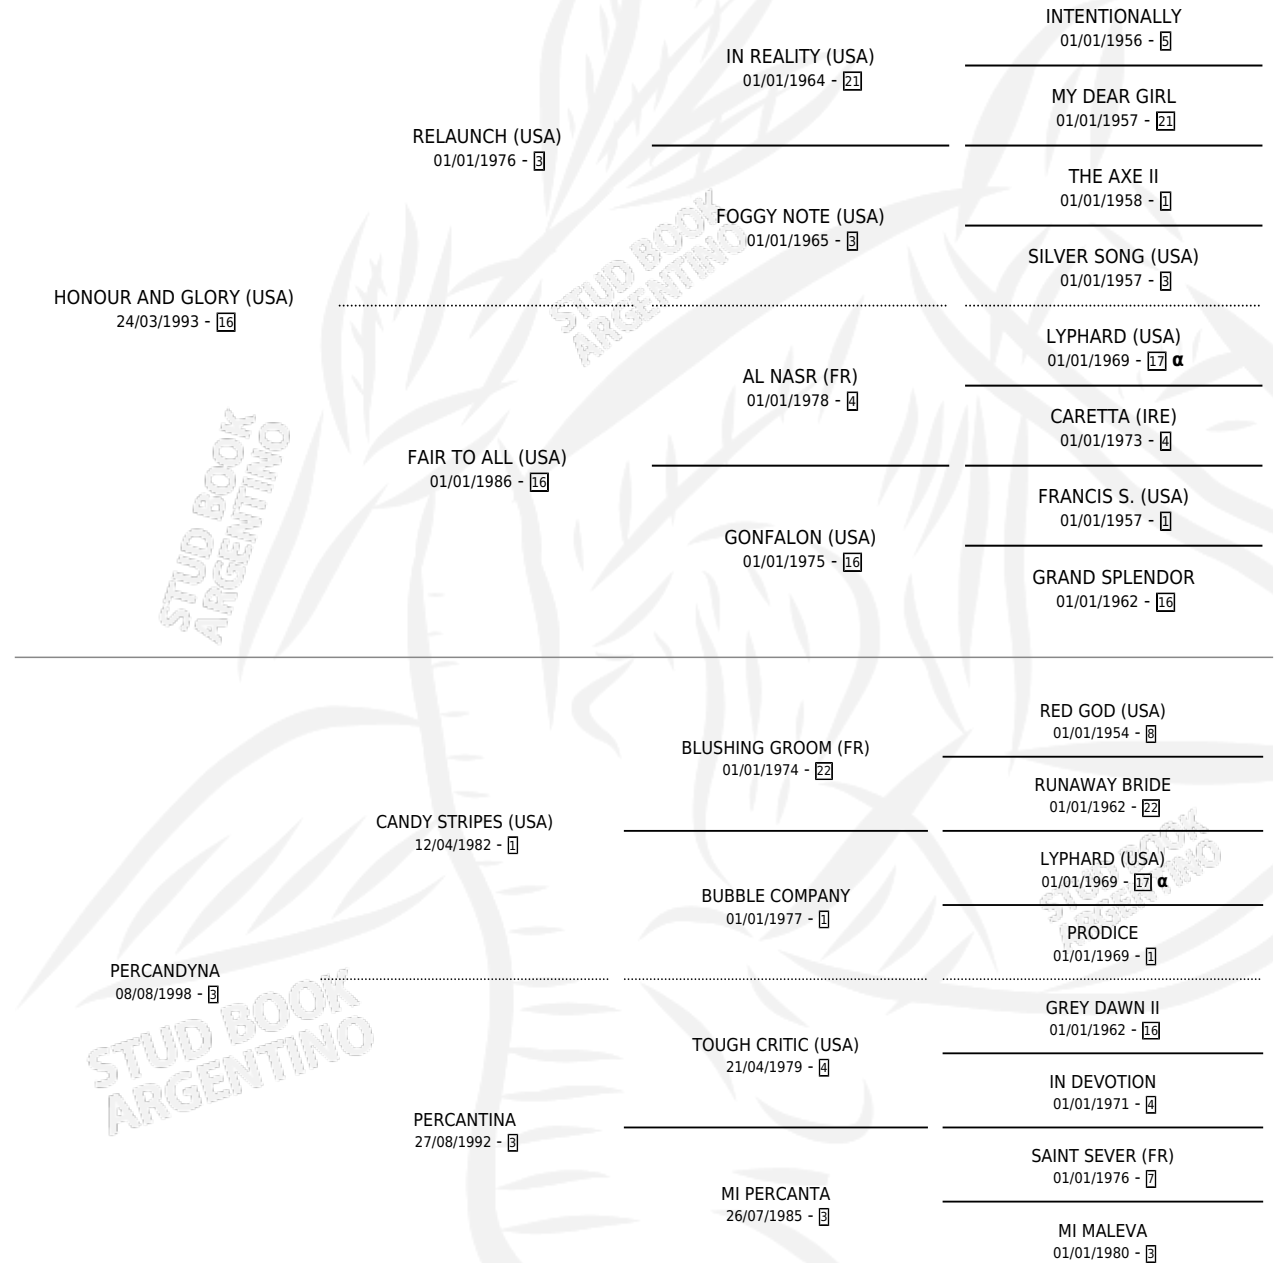 INTENTIONALLY
01/01/1956 - 5
IN REALITY (USA)
01/01/1964 - 21
MY DEAR GIRL
01/01/1957 - 21
RELAUNCH (USA)
01/01/1976 - 3
THE AXE II
01/01/1958 - 1
FOGGY NOTE (USA)
01/01/1965 - 3
SILVER SONG (USA)
01/01/1957 - 3
HONOUR AND GLORY (USA)
24/03/1993 - 16
LYPHARD (USA)
01/01/1969 - 17 α
AL NASR (FR)
01/01/1978 - 4
CARETTA (IRE)
01/01/1973 - 4
FAIR TO ALL (USA)
01/01/1986 - 16
FRANCIS S. (USA)
01/01/1957 - 1
GONFALON (USA)
01/01/1975 - 16
GRAND SPLENDOR
01/01/1962 - 16
RED GOD (USA)
01/01/1954 - 8
BLUSHING GROOM (FR)
01/01/1974 - 22
RUNAWAY BRIDE
01/01/1962 - 22
CANDY STRIPES (USA)
12/04/1982 - 1
LYPHARD (USA)
01/01/1969 - 17 α
BUBBLE COMPANY
01/01/1977 - 1
PRODICE
01/01/1969 - 1
PERCANDYNA
08/08/1998 - 3
GREY DAWN II
01/01/1962 - 16
TOUGH CRITIC (USA)
21/04/1979 - 4
IN DEVOTION
01/01/1971 - 4
PERCANTINA
27/08/1992 - 3
SAINT SEVER (FR)
01/01/1976 - 7
MI PERCANTA
26/07/1985 - 3
MI MALEVA
01/01/1980 - 3
STUD BOOK
ARGENTINO
STUD BOOK
ARGENTINO
STUD BOOK
ARGENTINO
STUD BOOK
ARGENTINO